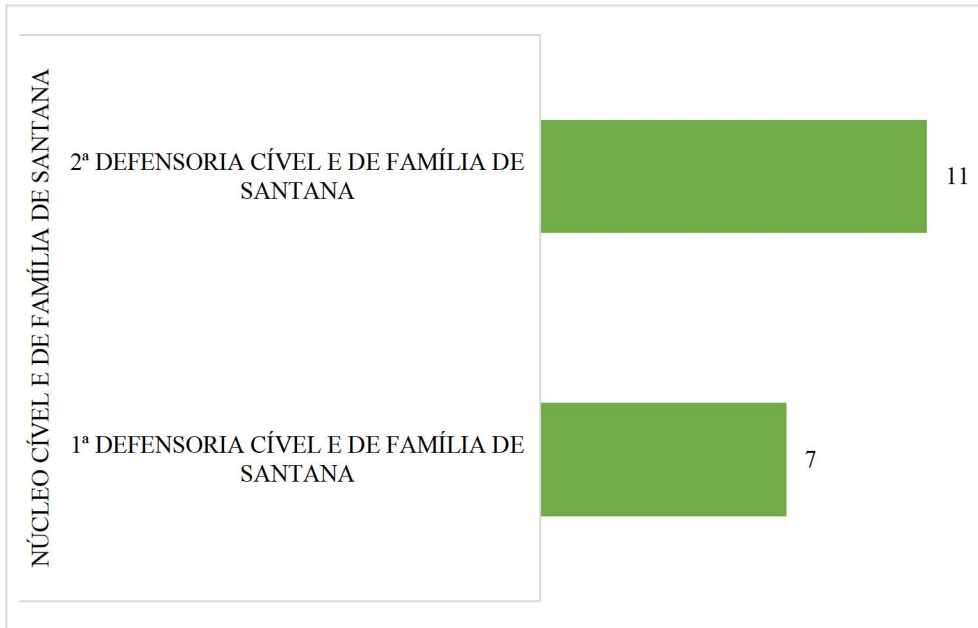 NÚCLEO CÍVEL E DE FAMÍLIA DE SANTANA
2ª DEFENSORIA CÍVEL E DE FAMÍLIA DE
SANTANA
11
1ª DEFENSORIA CÍVEL E DE FAMÍLIA DE
SANTANA
7